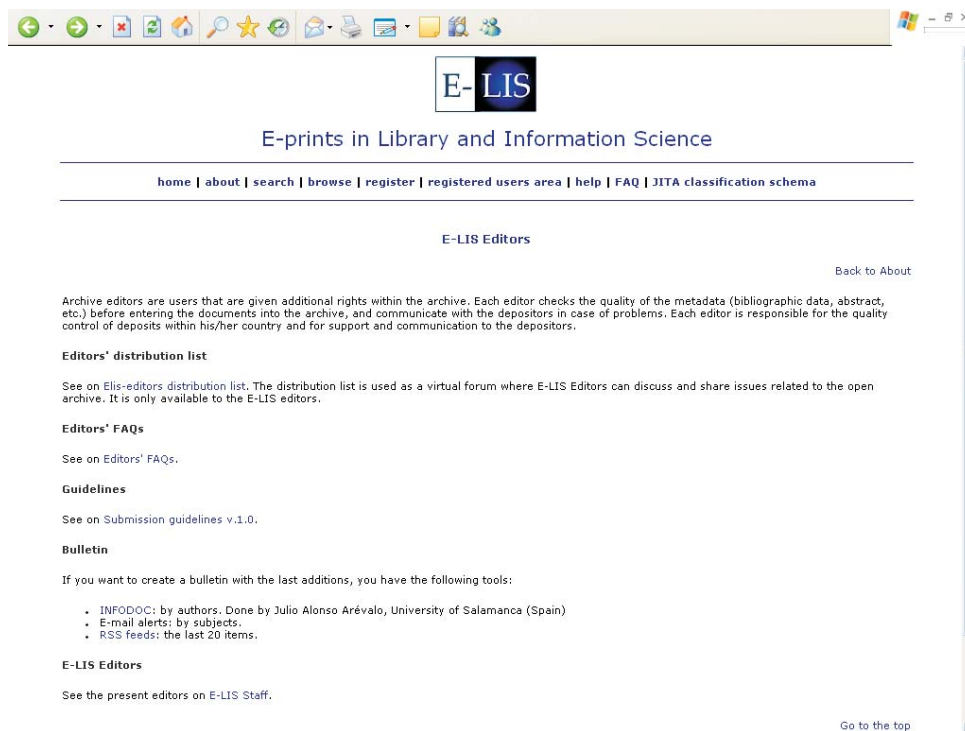 E-LIS
E-prints in Library and Information Science
home | about | search | browse | register | registered users area | help | FAQ | JITA classification schema
E-LIS Editors
Back to About
Archive editors are users that are given additional rights within the archive. Each editor checks the quality of the metadata (bibliographic data, abstract,
etc.) before entering the documents into the archive, and communicate with the depositors in case of problems. Each editor is responsible for the quality
control of deposits within his/her country and for support and communication to the depositors.
Editors' distribution list
See on Elis-editors distribution list. The distribution list is used as a virtual forum where E-LIS Editors can discuss and share issues related to the open
archive. It is only available to the E-LIS editors.
Editors' FAQs
See on Editors' FAQs.
Guidelines
See on Submission guidelines v.1.0.
Bulletin
If you want to create a bulletin with the last additions, you have the following tools:
• INFODOC: by authors. Done by Julio Alonso Arévalo, University of Salamanca (Spain)
• E-mail alerts: by subjects.
• RSS feeds: the last 20 items.
E-LIS Editors
See the present editors on E-LIS Staff.
Go to the top